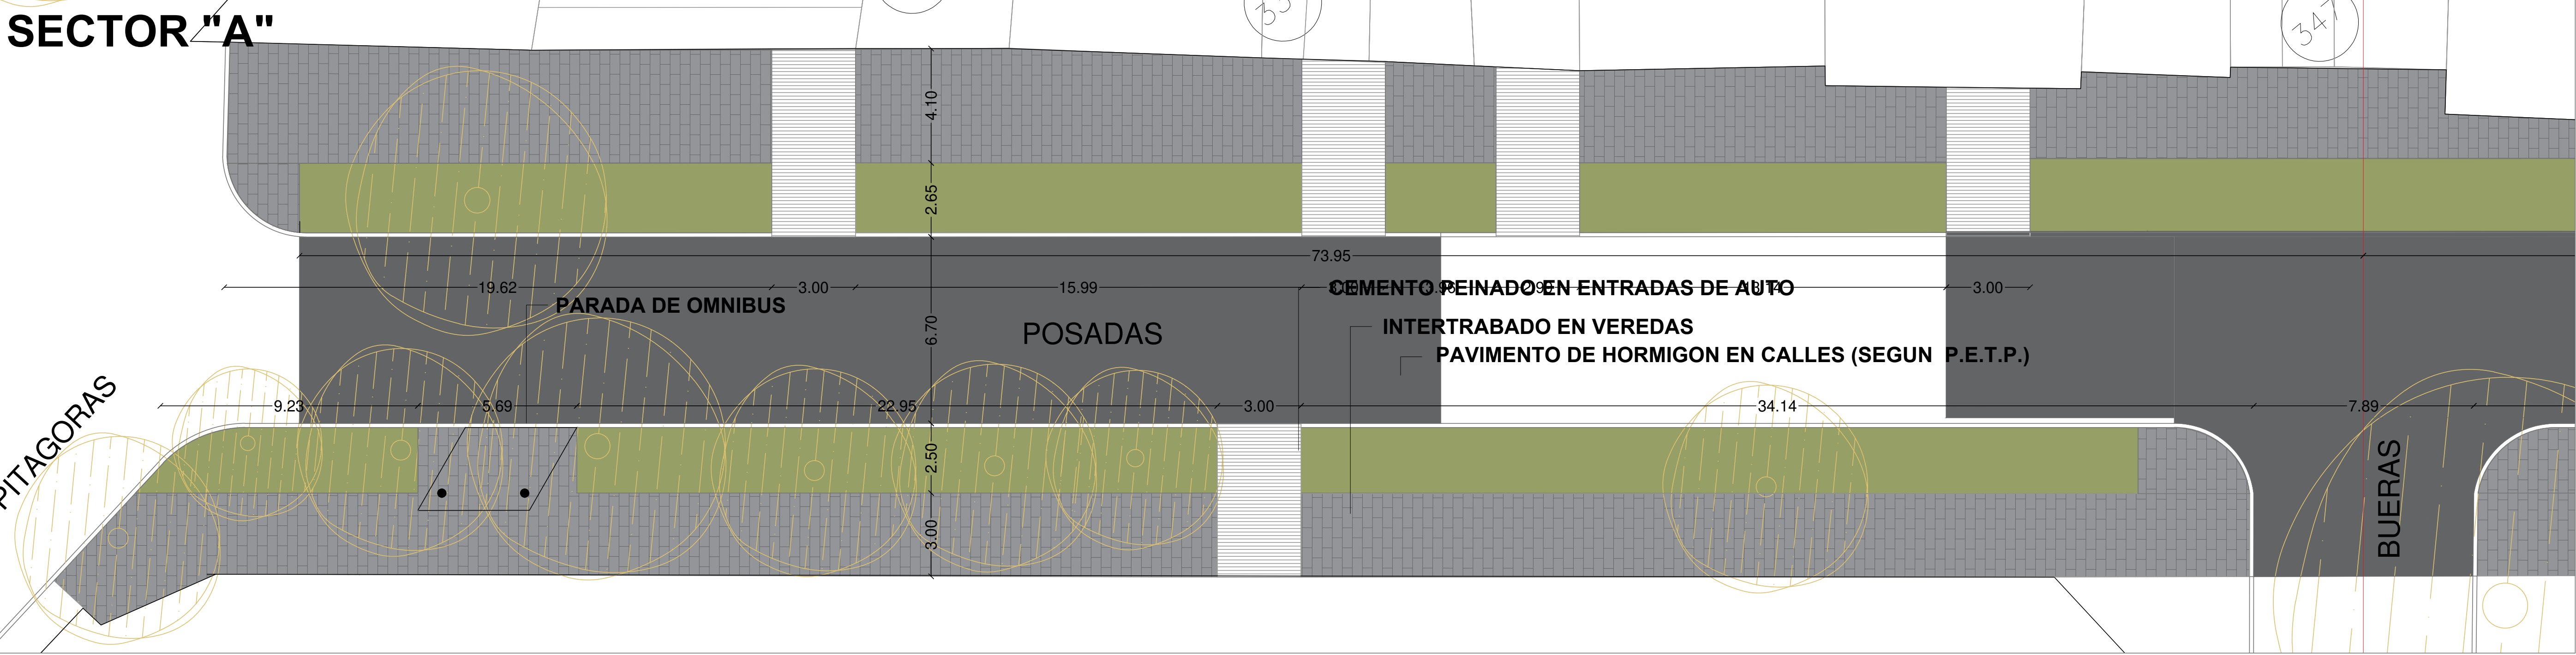 SECTOR "A"
347
4.10
2.65
73.95
19.62
3.00
15.99
CEMENTO PEINADO EN ENTRADAS DE AUTO
3.00
PARADA DE OMNIBUS
6.70
POSADAS
INTERTRABADO EN VEREDAS
PAVIMENTO DE HORMIGON EN CALLES (SEGUN P.E.T.P.)
PITAGORAS
9.23
5.69
22.95
3.00
34.14
7.89
2.50
3.00
BUERAS